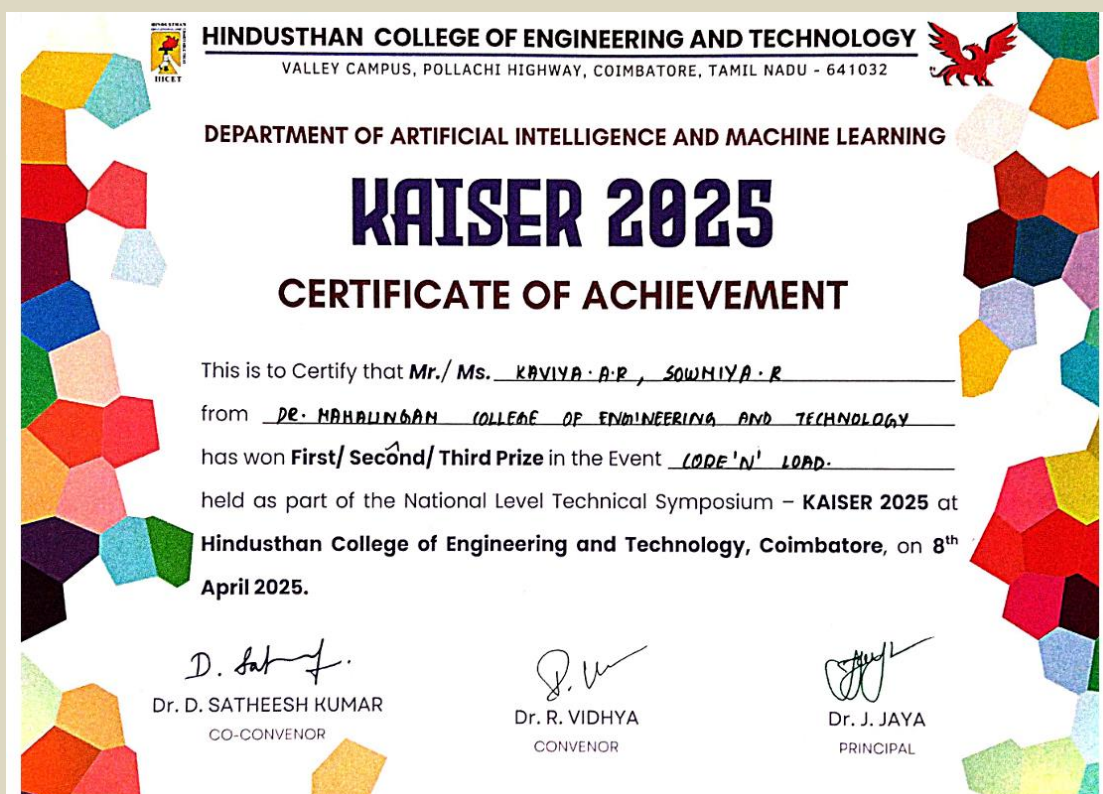 HINDUSTHAN COLLEGE OF ENGINEERING AND TECHNOLOGY
VALLEY CAMPUS, POLLACHI HIGHWAY, COIMBATORE, TAMIL NADU - 641032
HICET
DEPARTMENT OF ARTIFICIAL INTELLIGENCE AND MACHINE LEARNING
KAISER 2025
CERTIFICATE OF ACHIEVEMENT
This is to Certify that Mr./ Ms. KAVIYA.A.R, SOWMIYA.R
from DR. MAHALINGAM COLLEGE OF ENGINEERING AND TECHNOLOGY
has won First/ Second/ Third Prize in the Event CODE 'N' LOAD.
held as part of the National Level Technical Symposium – KAISER 2025 at
Hindusthan College of Engineering and Technology, Coimbatore, on 8th
April 2025.
D. Sat
Dr. D. SATHEESH KUMAR
CO-CONVENOR
Dr. R. VIDHYA
CONVENOR
Dr. J. JAYA
PRINCIPAL